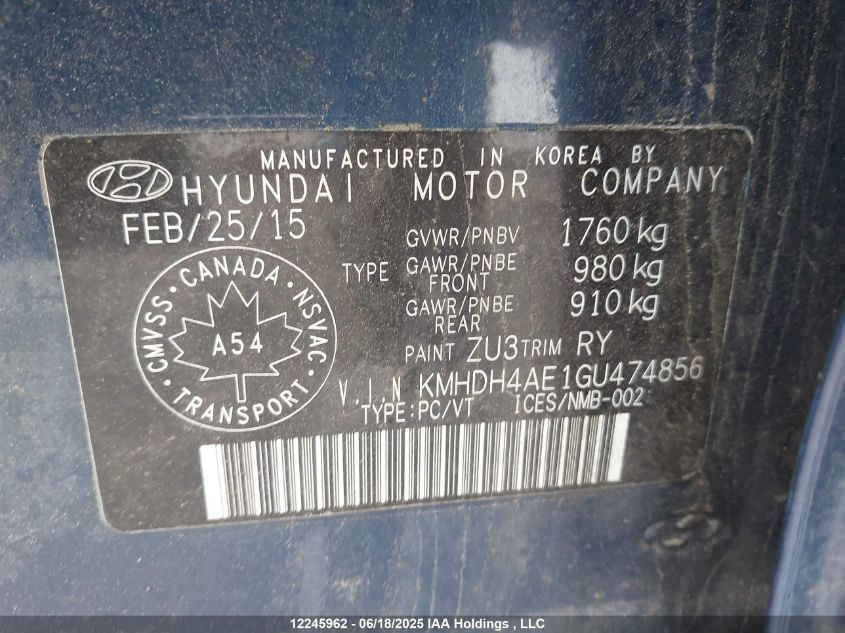 MANUFACTURED IN KOREA BY
HYUNDAI MOTOR COMPANY
FEB/25/15
GVWR/PNBV 1760 kg
TYPE GAWR/PNBE FRONT 980 kg
GAWR/PNBE REAR 910 kg
CMVSS · CANADA · NSVAC · TRANSPORT ·
A54
PAINT ZU3 TRIM RY
V.I.N KMHDH4AE1GU474856
TYPE:PC/VT ICES/NMB-002
12245962 - 06/18/2025 IAA Holdings , LLC